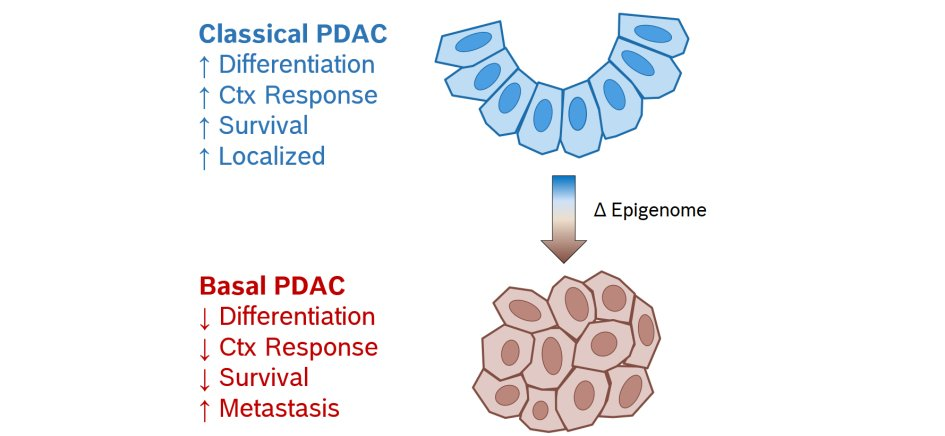 Classical PDAC
↑ Differentiation
↑ Ctx Response
↑ Survival
↑ Localized
Δ Epigenome
Basal PDAC
↓ Differentiation
↓ Ctx Response
↓ Survival
↑ Metastasis